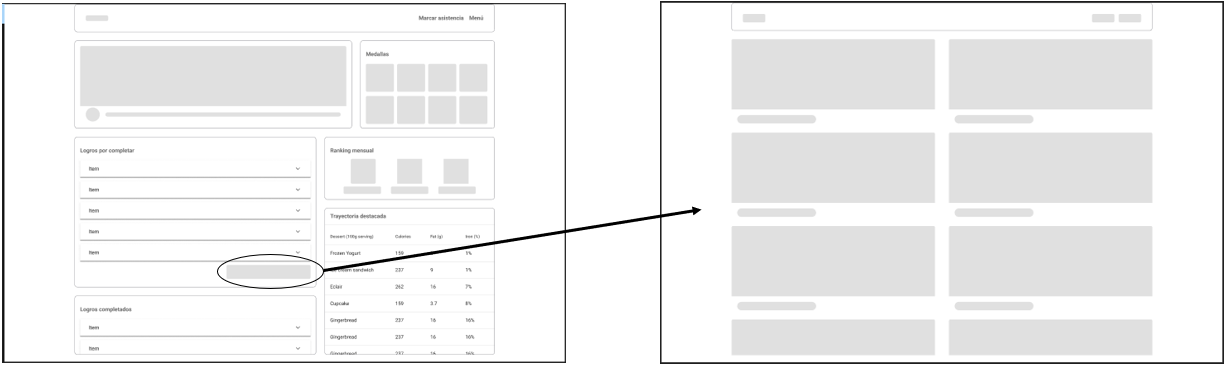 Marcar asistencia Menú
Medallas
Logros por completar
Item
Item
Item
Item
Item
Logros completados
Item
Item
Ranking mensual
Trayectoria destacada
Dessert (100g serving) Calories Fat (g) Iron (%)
Frozen Yogurt 159 1%
sandwich 237 9 1%
Eclair 262 16 7%
Cupcake 159 3.7 8%
Gingerbread 237 16 16%
Gingerbread 237 16 16%
Gingerbread 237 16 16%